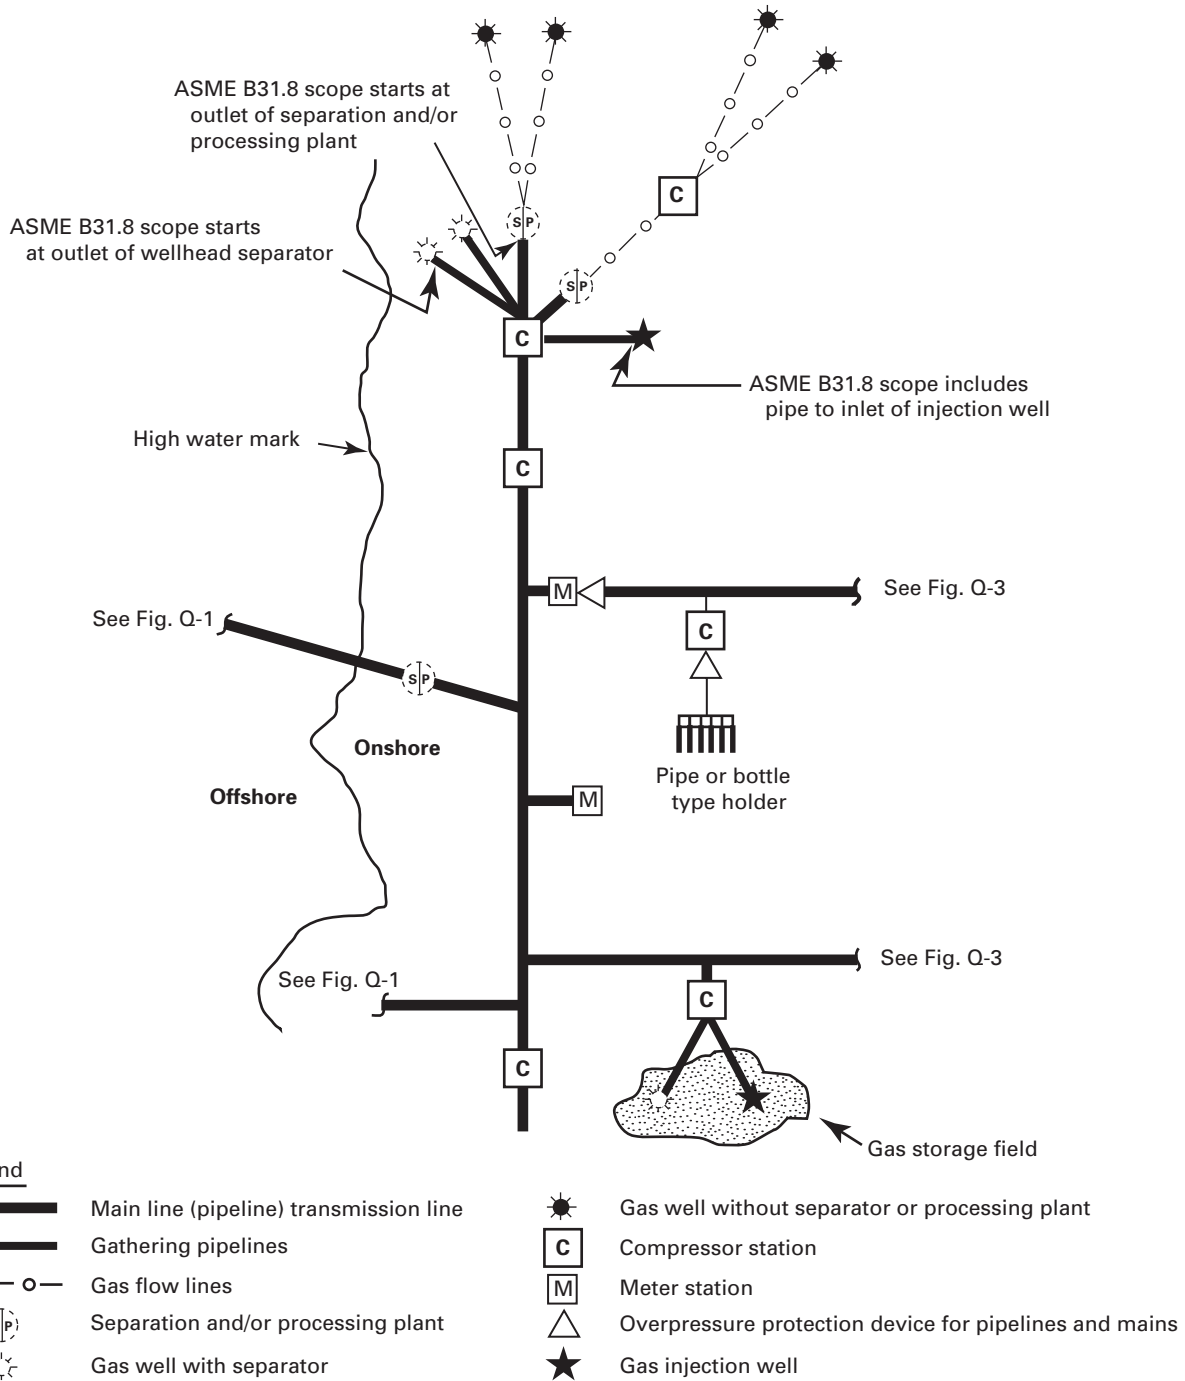 ASME B31.8 scope starts at
outlet of separation and/or
processing plant
ASME B31.8 scope starts
at outlet of wellhead separator
C
S P
S P
C
ASME B31.8 scope includes
pipe to inlet of injection well
High water mark
C
M
See Fig. Q-3
See Fig. Q-1
C
S P
Onshore
Offshore
Pipe or bottle
type holder
M
See Fig. Q-3
See Fig. Q-1
C
C
Gas storage field
nd
Main line (pipeline) transmission line
Gathering pipelines
Gas flow lines
P
Separation and/or processing plant
Gas well with separator
Gas well without separator or processing plant
C
Compressor station
M
Meter station
Overpressure protection device for pipelines and mains
Gas injection well